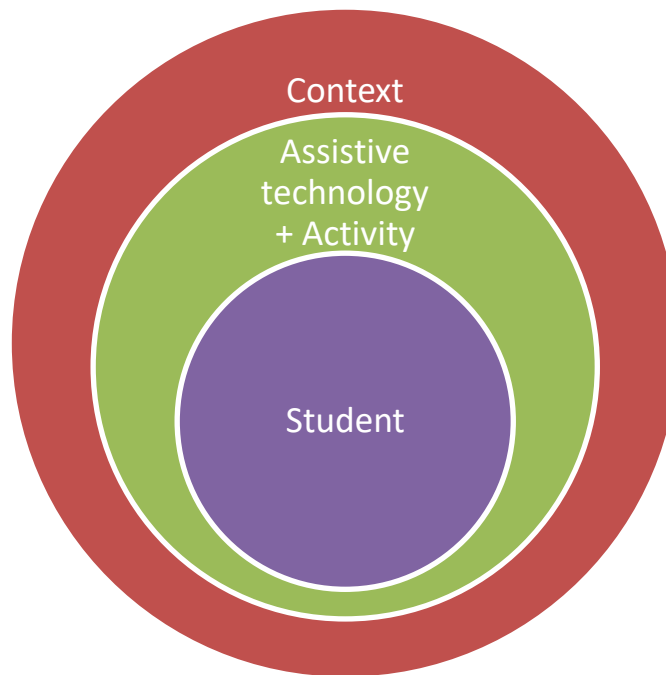 Context
Assistive
technology
+ Activity
Student